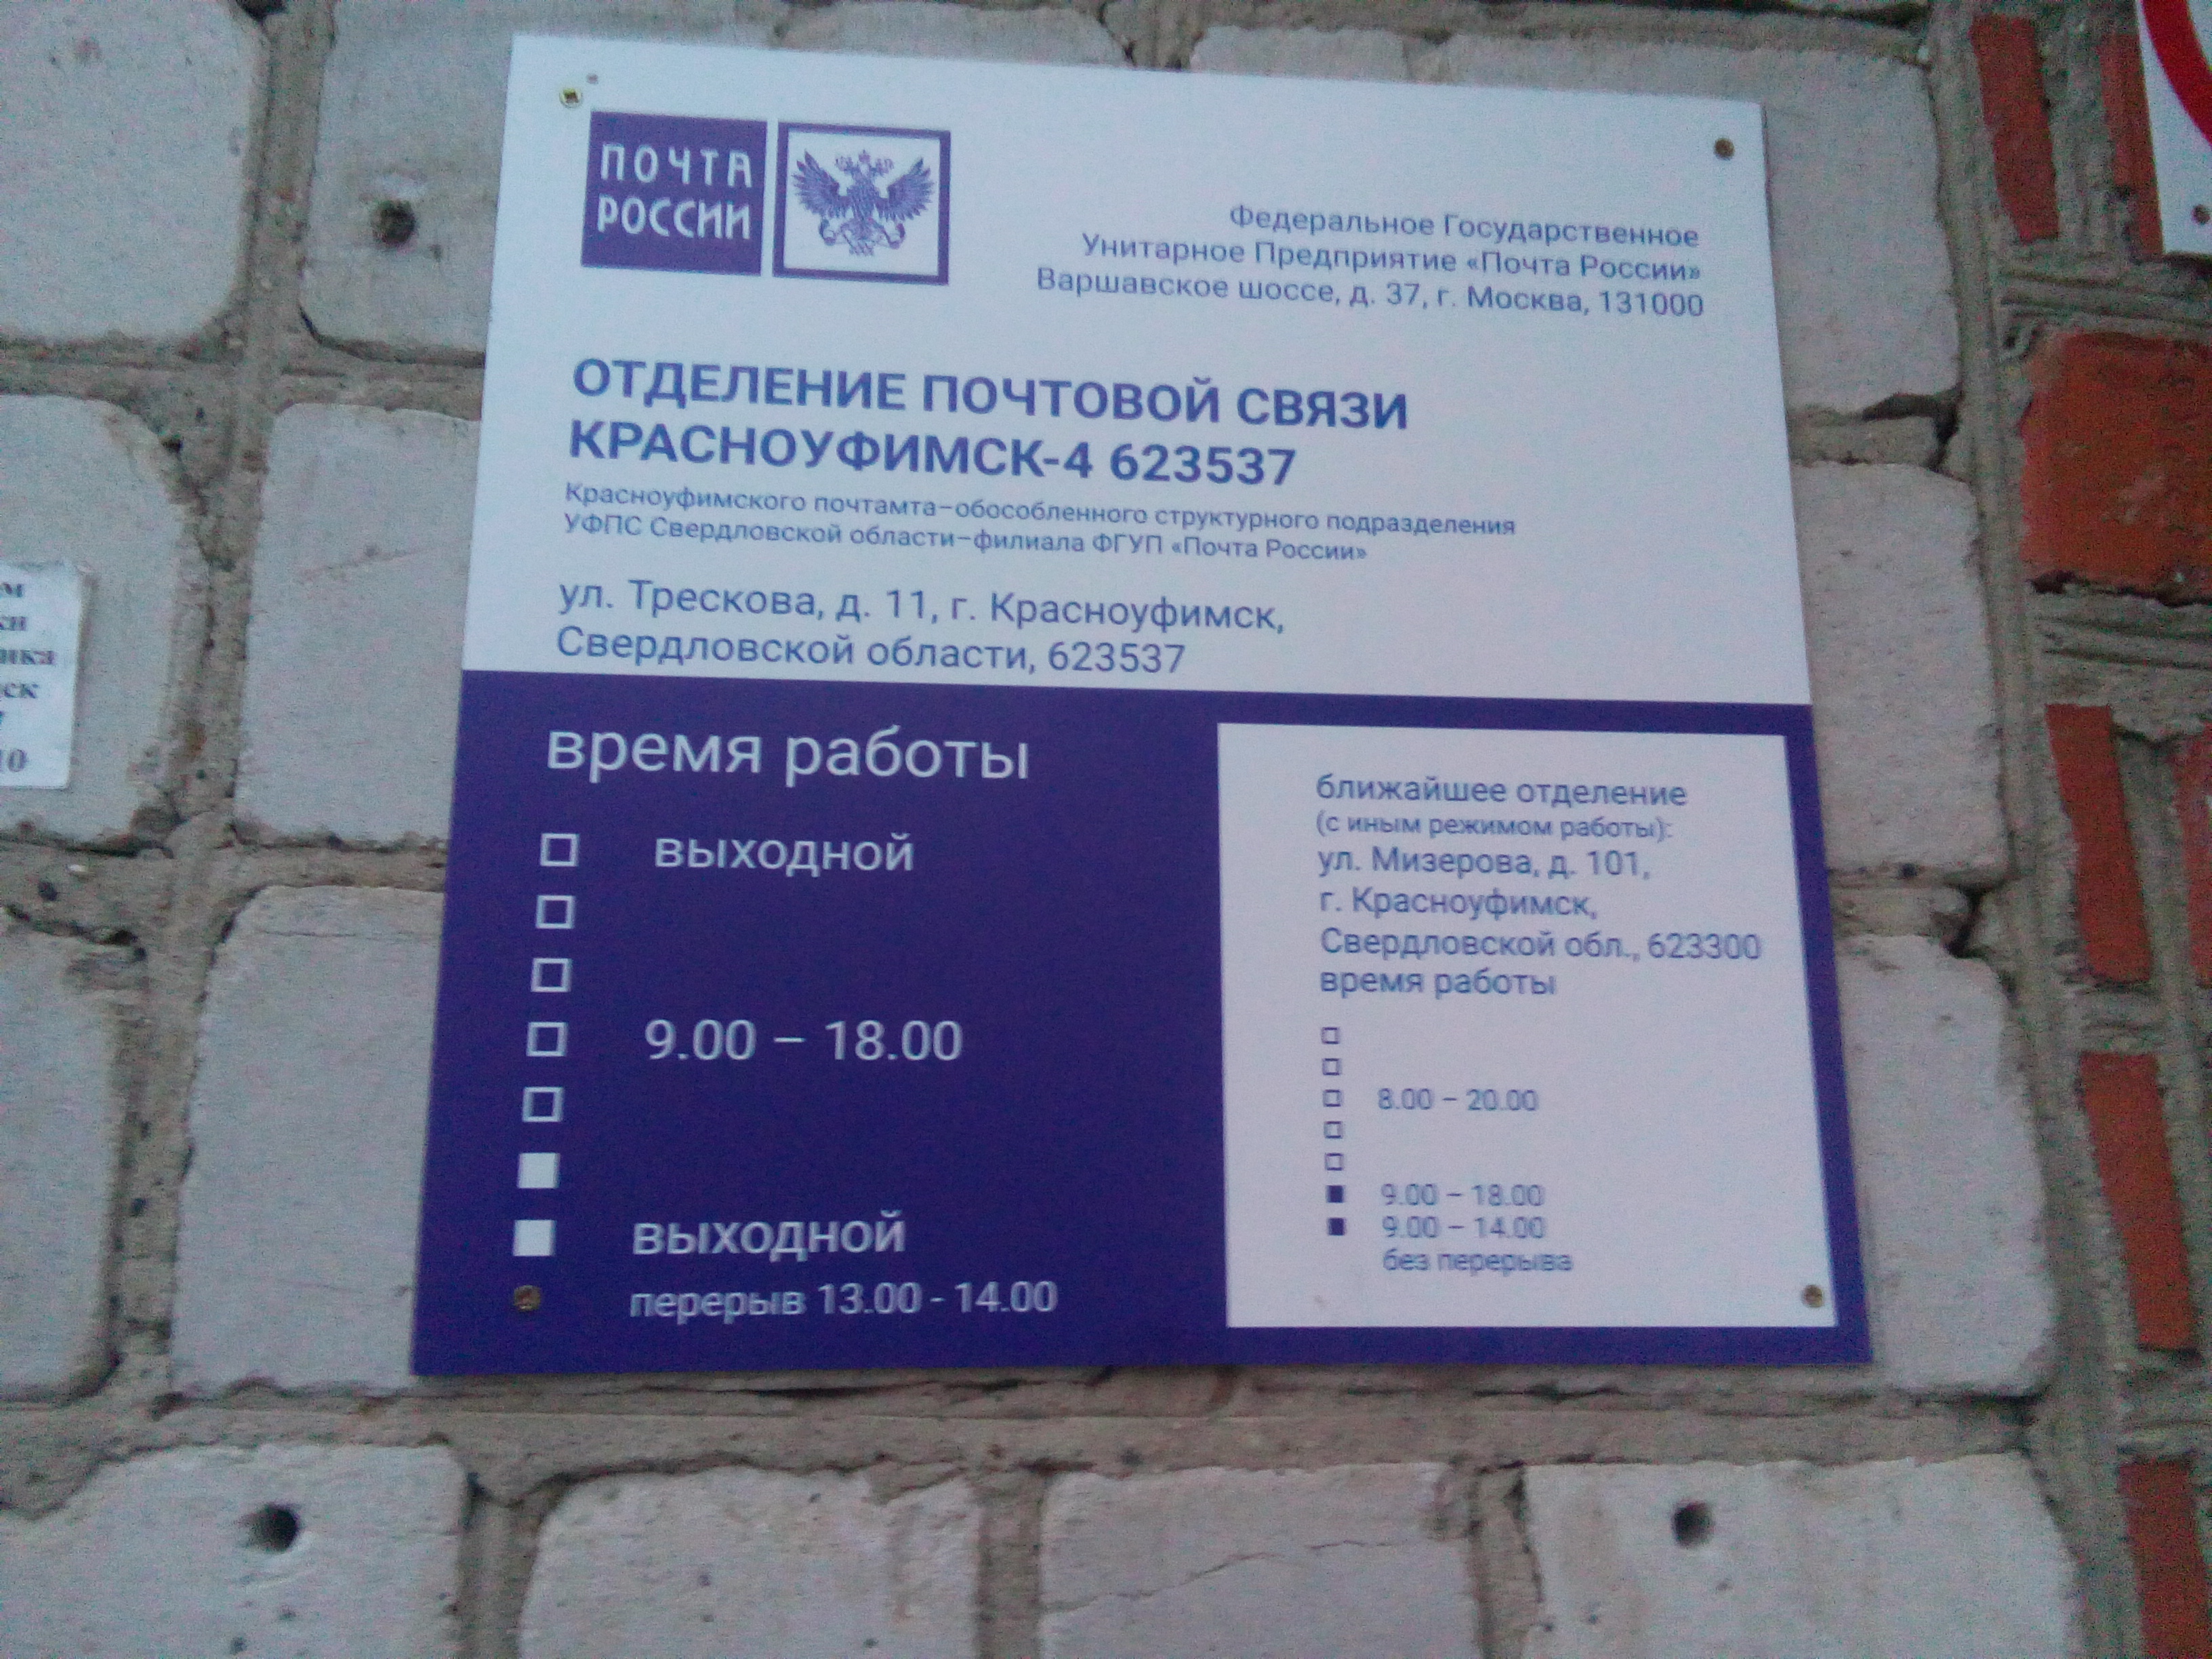 ПОЧТА
РОССИИ
Федеральное Государственное
Унитарное Предприятие «Почта России»
Варшавское шоссе, д. 37, г. Москва, 131000
ОТДЕЛЕНИЕ ПОЧТОВОЙ СВЯЗИ
КРАСНОУФИМСК-4 623537
Красноуфимского почтамта–обособленного структурного подразделения
УФПС Свердловской области–филиала ФГУП «Почта России»
ул. Трескова, д. 11, г. Красноуфимск,
Свердловской области, 623537
время работы
выходной
9.00 – 18.00
выходной
перерыв 13.00 - 14.00
ближайшее отделение
(с иным режимом работы):
ул. Мизерова, д. 101,
г. Красноуфимск,
Свердловской обл., 623300
время работы
8.00 – 20.00
9.00 – 18.00
9.00 – 14.00
без перерыва